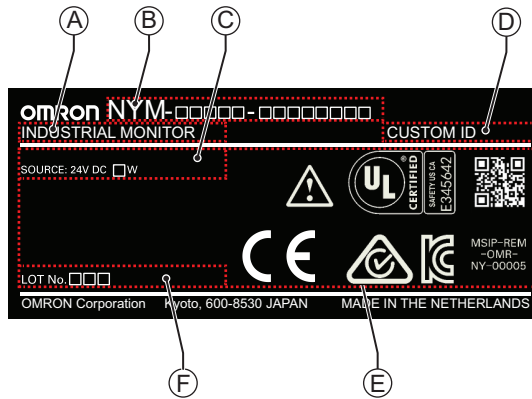 A B C D
OMRON NYM-□□□□□-□□□□□□□□
INDUSTRIAL MONITOR CUSTOM ID
SOURCE: 24V DC □W
UL ® CERTIFIED SAFETY US CA E345642
CE
MSIP-REM
-OMR-
NY-00005
LOT No.□□□
OMRON Corporation Kyoto, 600-8530 JAPAN MADE IN THE NETHERLANDS
F E